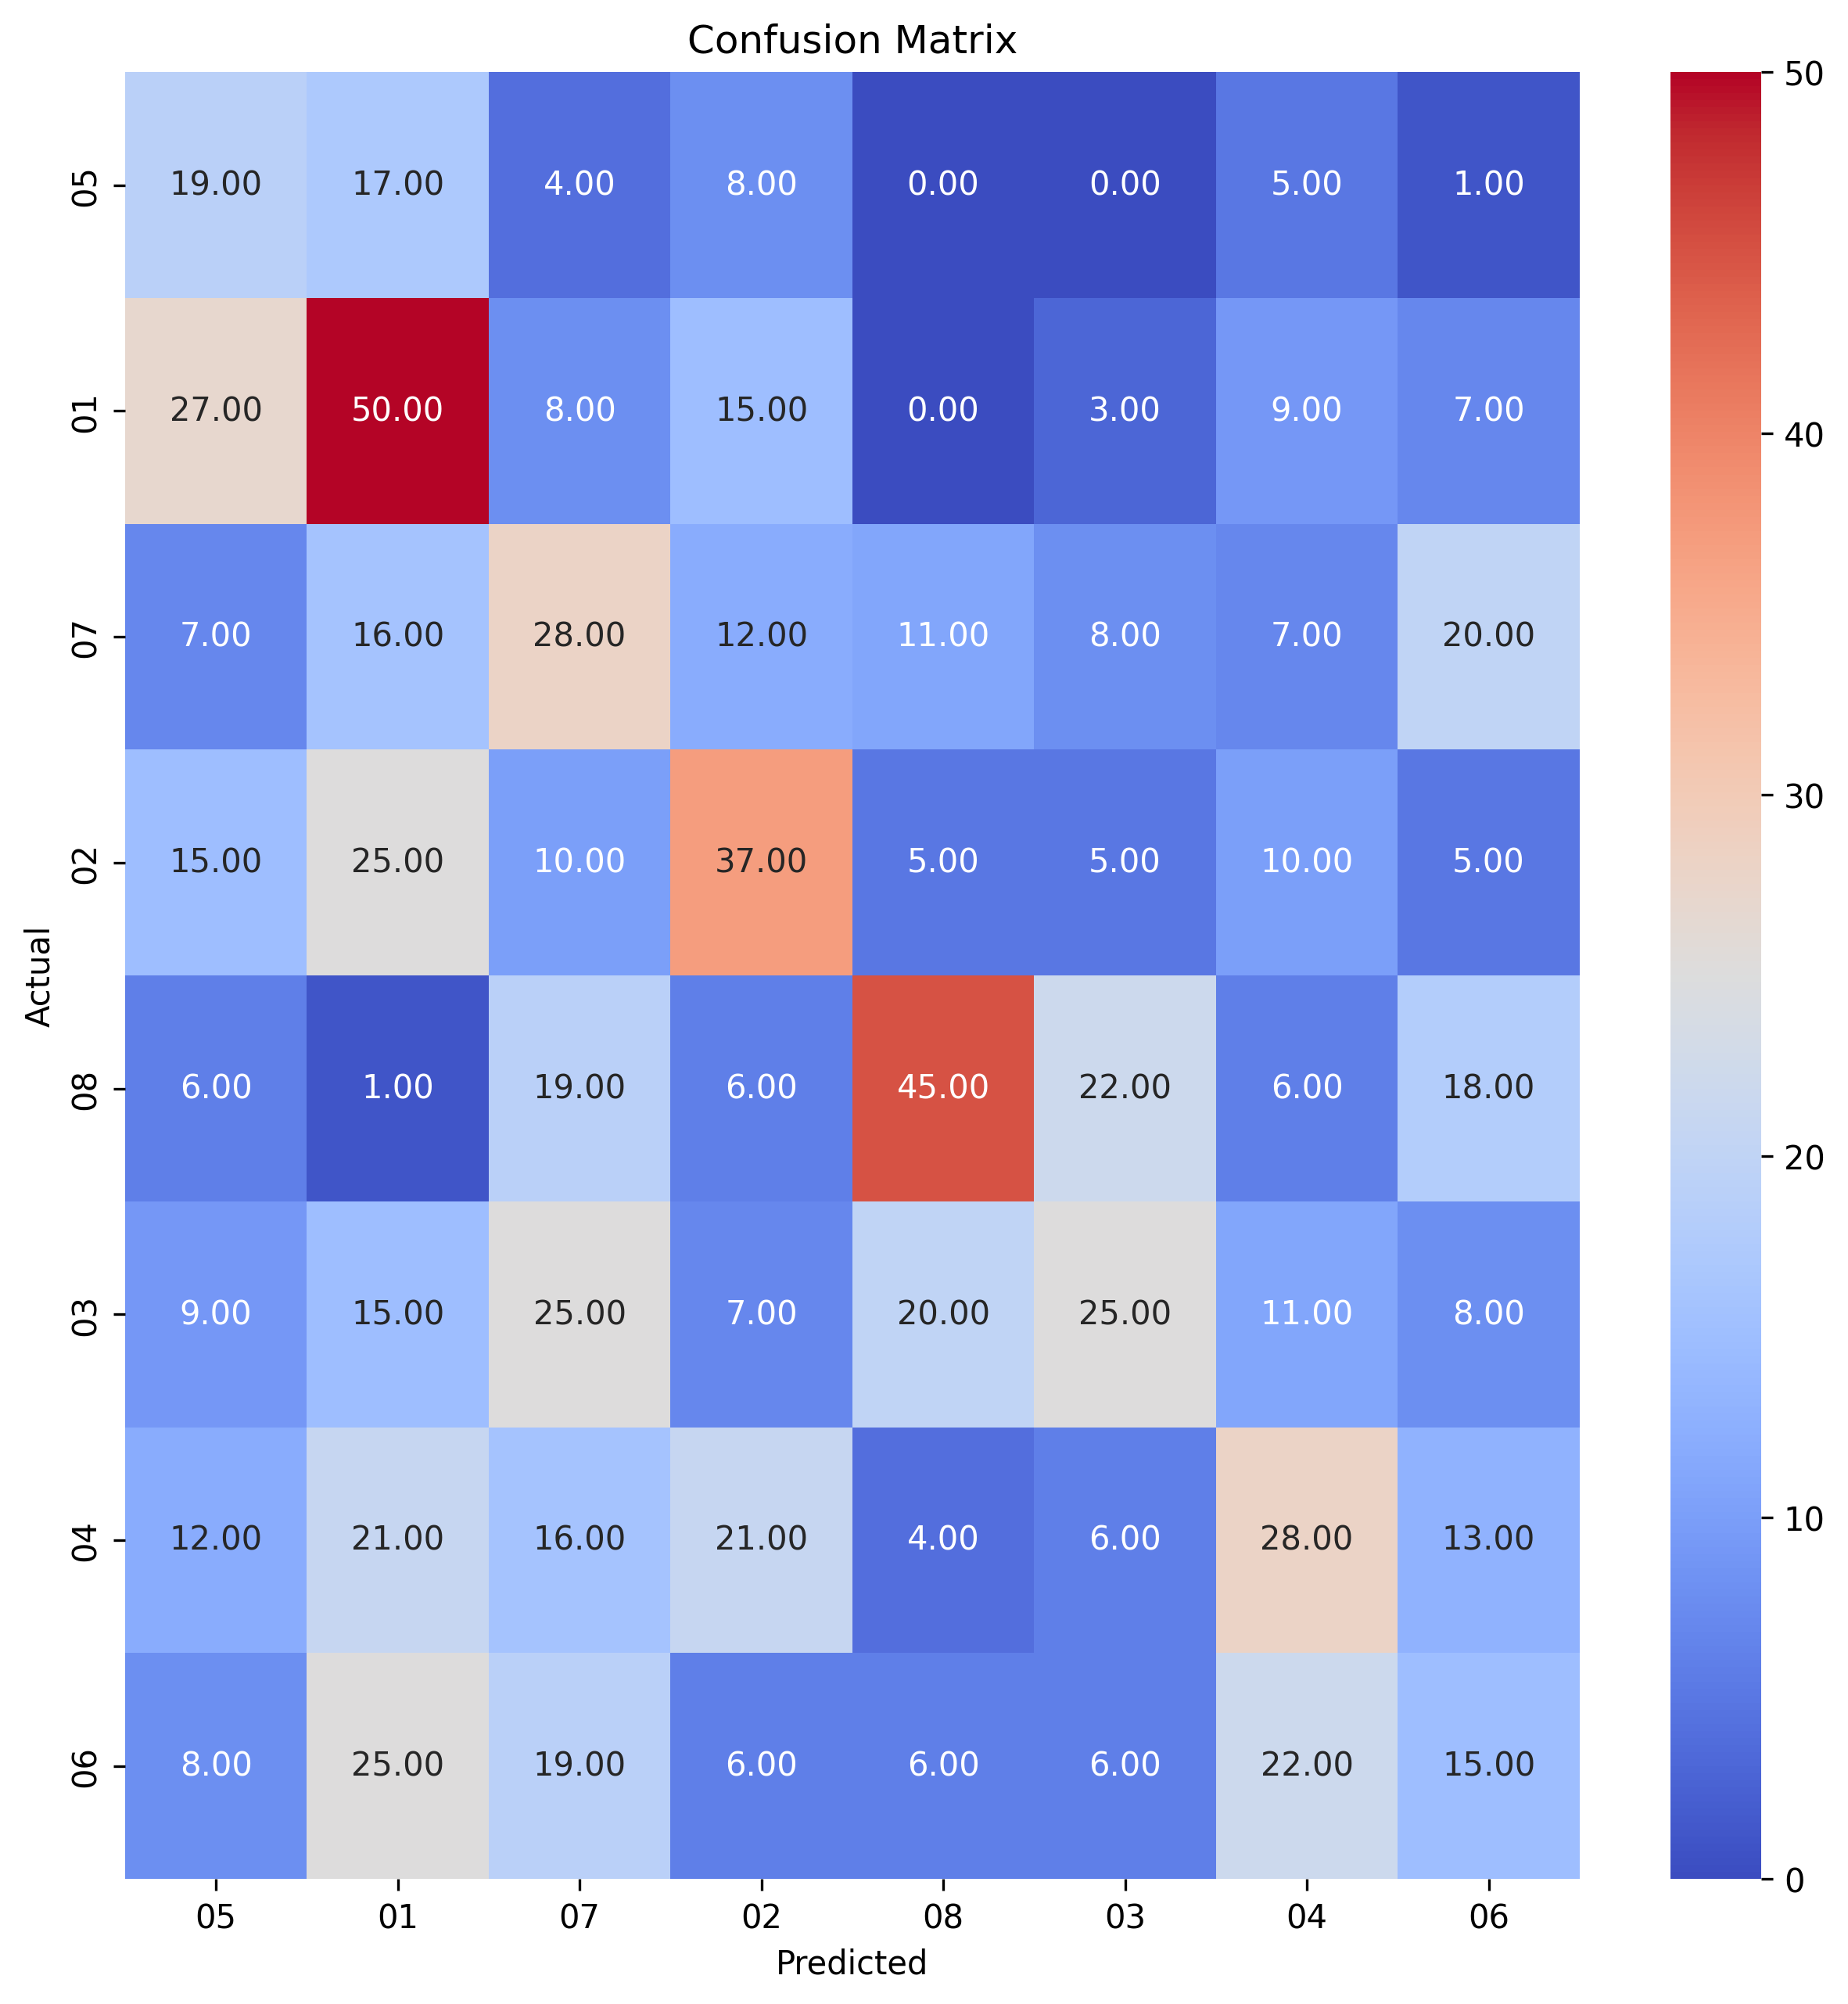 Confusion Matrix
05 19.00 17.00 4.00 8.00 0.00 0.00 5.00 1.00
01 27.00 50.00 8.00 15.00 0.00 3.00 9.00 7.00
07 7.00 16.00 28.00 12.00 11.00 8.00 7.00 20.00
02 15.00 25.00 10.00 37.00 5.00 5.00 10.00 5.00
08 6.00 1.00 19.00 6.00 45.00 22.00 6.00 18.00
03 9.00 15.00 25.00 7.00 20.00 25.00 11.00 8.00
04 12.00 21.00 16.00 21.00 4.00 6.00 28.00 13.00
06 8.00 25.00 19.00 6.00 6.00 6.00 22.00 15.00
05 01 07 02 08 03 04 06
Predicted
Actual
50
40
30
20
10
0